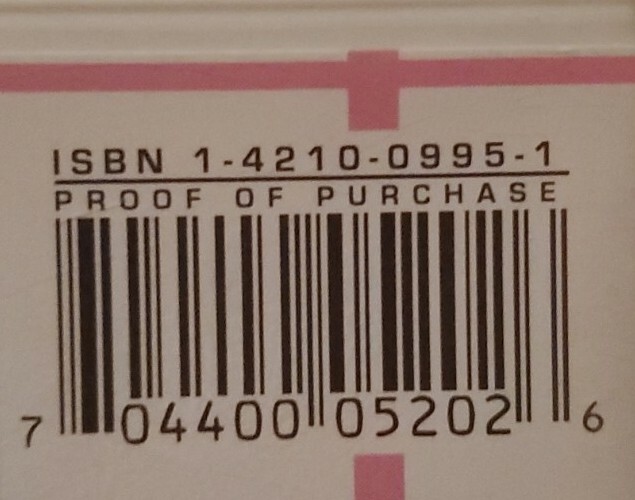 ISBN 1-4210-0995-1
PROOF OF PURCHASE
7 04400 05202 6